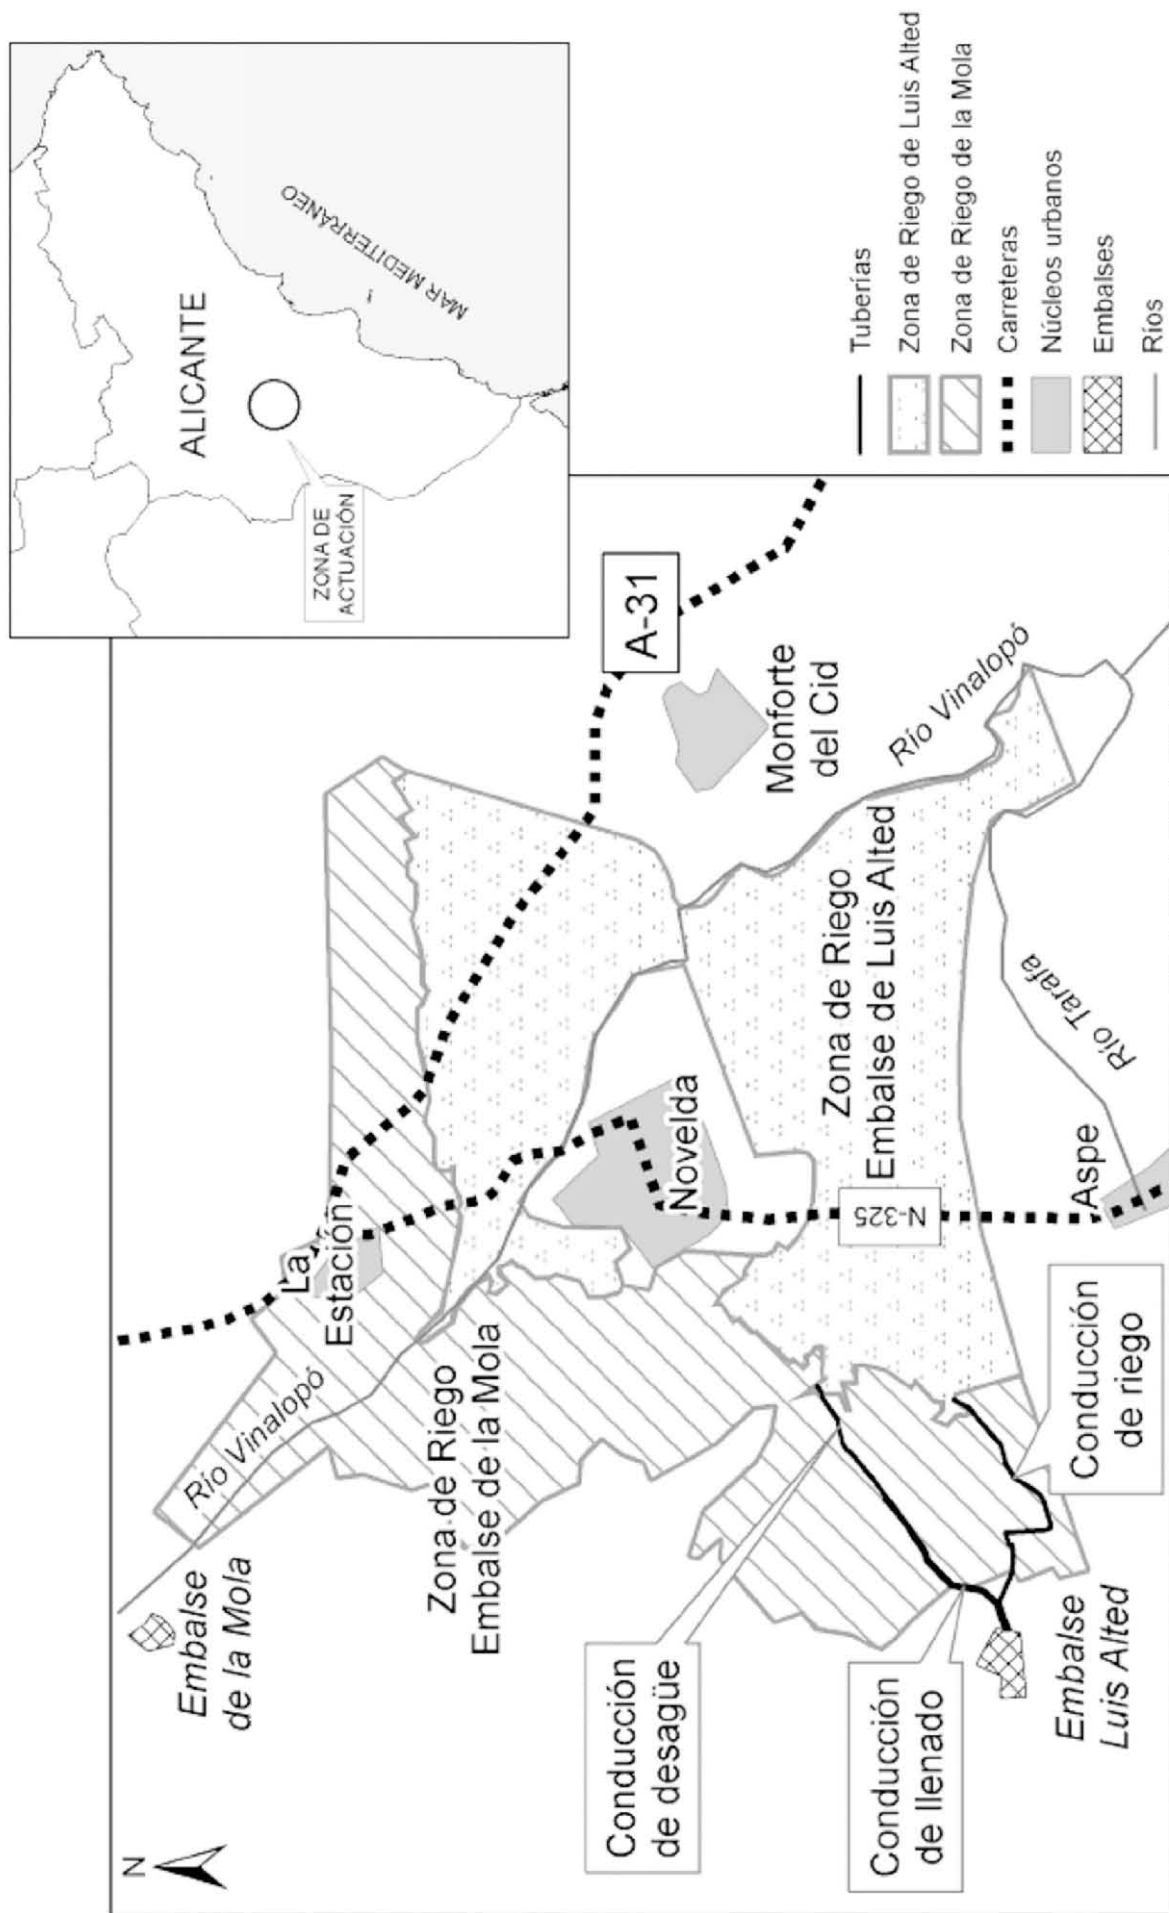 N
ALICANTE
MAR MEDITERRÁNEO
ZONA DE
ACTUACIÓN
Embalse
de la Mola
Río Vinalopó
La
Estación
A-31
Zona de Riego
Embalse de la Mola
Novelda
Monforte
del Cid
Conducción
de desagüe
Río Vinalopó
Zona de Riego
Embalse de Luis Alted
N-325
Conducción
de llenado
Río Tarafa
Aspe
Embalse
Luis Alted
Conducción
de riego
Tuberías
Zona de Riego de Luis Alted
Zona de Riego de la Mola
Carreteras
Núcleos urbanos
Embalses
Ríos